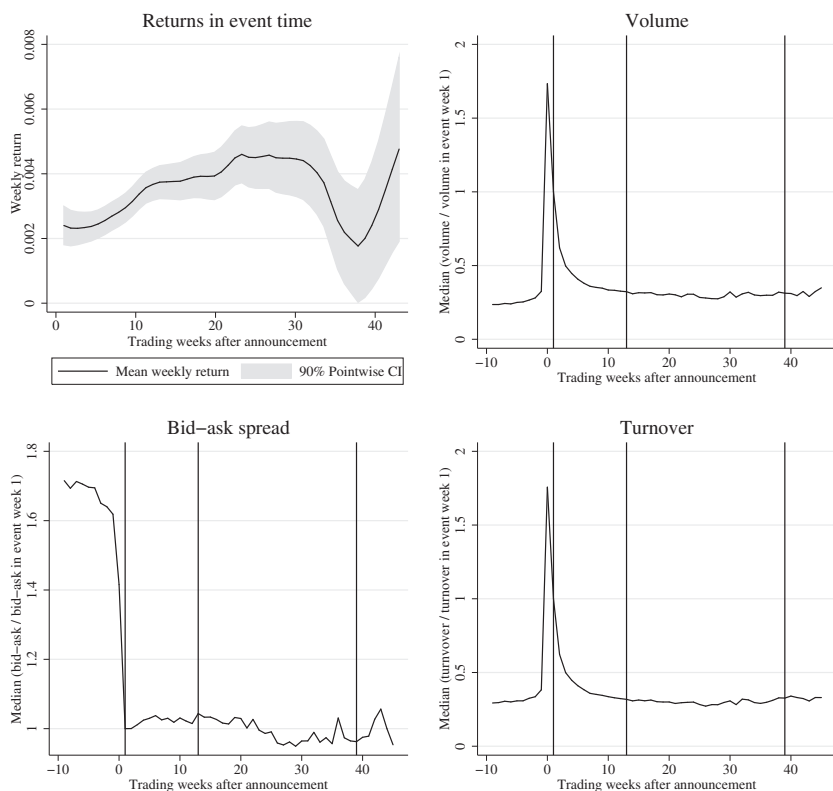 Returns in event time
Weekly return
0.008
0.006
0.004
0.002
0
0 10 20 30 40
Trading weeks after announcement
Mean weekly return 90% Pointwise CI
Volume
Median (volume / volume in event week 1)
2
1.5
1
0.5
0
−10 0 10 20 30 40
Trading weeks after announcement
Bid−ask spread
Median (bid−ask / bid−ask in event week 1)
1.8
1.6
1.4
1.2
1
−10 0 10 20 30 40
Trading weeks after announcement
Turnover
Median (turnvover / turnover in event week 1)
2
1.5
1
0.5
0
−10 0 10 20 30 40
Trading weeks after announcement